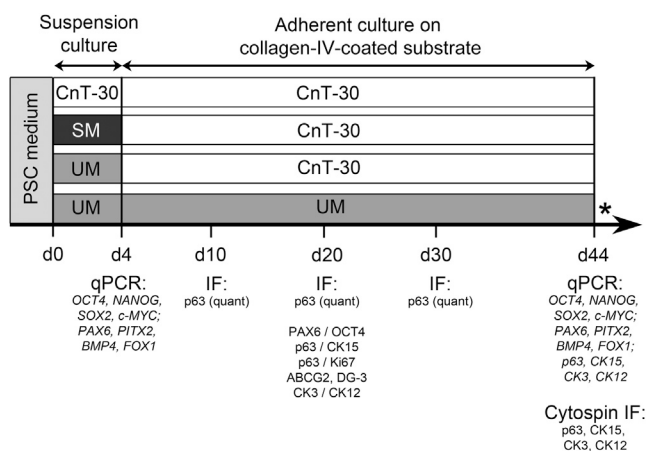 Suspension
culture
Adherent culture on
collagen-IV-coated substrate
PSC medium
CnT-30
CnT-30
SM
CnT-30
UM
CnT-30
UM
UM
*
d0
d4
d10
d20
d30
d44
qPCR:
OCT4, NANOG,
SOX2, c-MYC;
PAX6, PITX2,
BMP4, FOX1
IF:
p63 (quant)
IF:
p63 (quant)
PAX6 / OCT4
p63 / CK15
p63 / Ki67
ABCG2, DG-3
CK3 / CK12
IF:
p63 (quant)
qPCR:
OCT4, NANOG,
SOX2, c-MYC;
PAX6, PITX2,
BMP4, FOX1;
p63, CK15,
CK3, CK12
Cytospin IF:
p63, CK15,
CK3, CK12